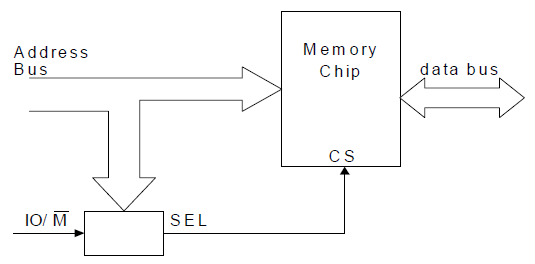 Address
Bus
Memory
Chip
data bus
CS
IO/ M̅
SEL